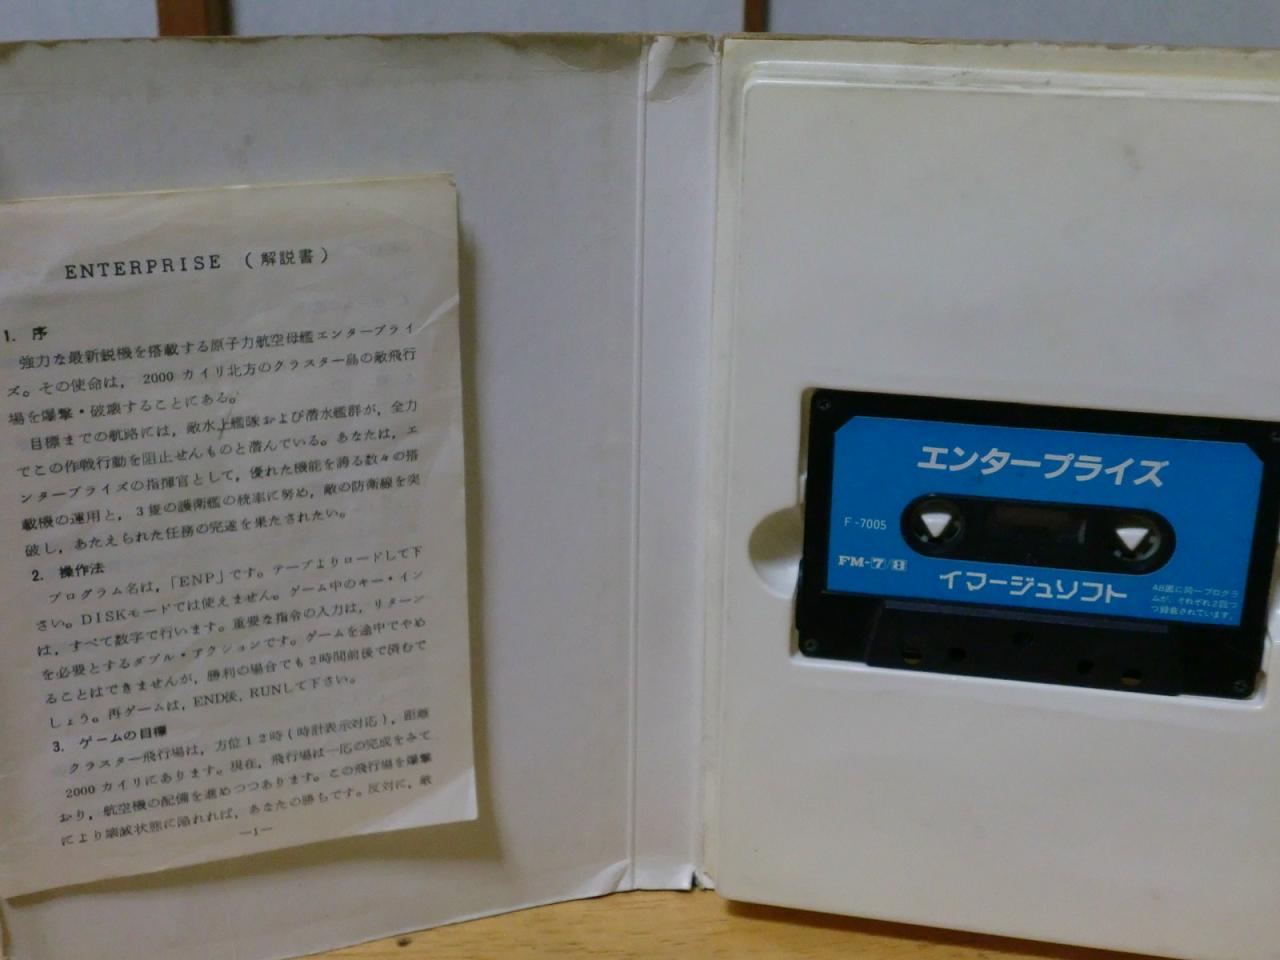 ENTERPRISE (解説書)
1. 序
強力な最新鋭機を搭載する原子力航空母艦エンタープライ
ズ。その使命は, 2000 カイリ北方のクラスター島の敵飛行
場を爆撃・破壊することにある。
目標までの航路には, 敵水上艦隊および潜水艦群が, 全力
でこの作戦行動を阻止せんものと潜んでいる。あなたは, エ
ンタープライズの指揮官として, 優れた機能を誇る数々の搭
載機の運用と, 3隻の護衛艦の統率に努め, 敵の防衛線を突
破し, あたえられた任務の完遂を果たされたい。
2. 操作法
プログラム名は,「ENP」です。テープよりロードして下
さい。DISKモードでは使えません。ゲーム中のキー・イン
は, すべて数字で行います。重要な指令の入力は, リターン
を必要とするダブル・アクションです。ゲームを途中でやめ
ることはできませんが, 勝利の場合でも2時間前後で済むで
しょう。再ゲームは, END後, RUNして下さい。
3. ゲームの目標
クラスター飛行場は, 方位12時(時計表示対応), 距離
2000 カイリにあります。現在, 飛行場は一応の完成をみて
おり, 航空機の配備を進めつつあります。この飛行場を爆撃
により壊滅状態に陥れれば, あなたの勝ちです。反対に, 敵
—1—
エンタープライズ
F-7005
FM-7/8
イマージュソフト
AB面に同一プログラ
ムが、それぞれ2回づ
つ録音されています。